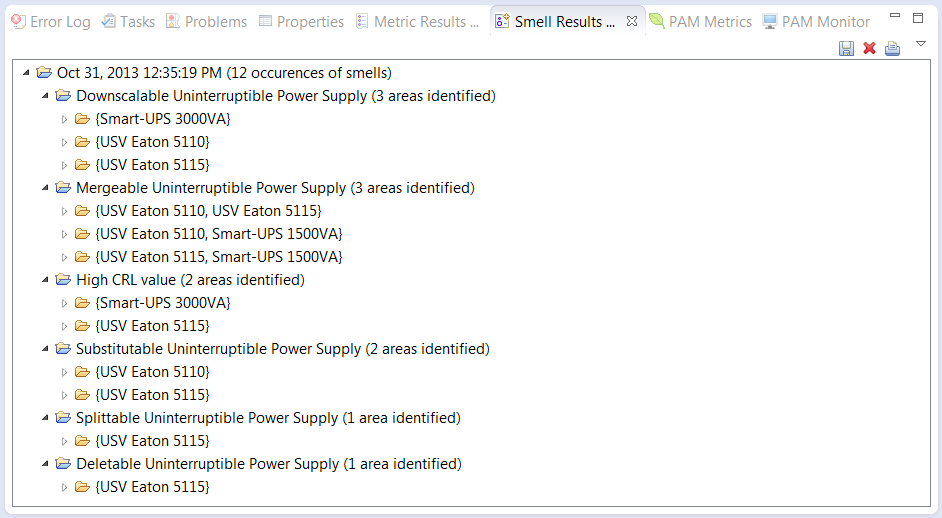 Error Log Tasks Problems Properties Metric Results ... Smell Results ... PAM Metrics PAM Monitor
Oct 31, 2013 12:35:19 PM (12 occurences of smells)
Downscalable Uninterruptible Power Supply (3 areas identified)
{Smart-UPS 3000VA}
{USV Eaton 5110}
{USV Eaton 5115}
Mergeable Uninterruptible Power Supply (3 areas identified)
{USV Eaton 5110, USV Eaton 5115}
{USV Eaton 5110, Smart-UPS 1500VA}
{USV Eaton 5115, Smart-UPS 1500VA}
High CRL value (2 areas identified)
{Smart-UPS 3000VA}
{USV Eaton 5115}
Substitutable Uninterruptible Power Supply (2 areas identified)
{USV Eaton 5110}
{USV Eaton 5115}
Splittable Uninterruptible Power Supply (1 area identified)
{USV Eaton 5115}
Deletable Uninterruptible Power Supply (1 area identified)
{USV Eaton 5115}